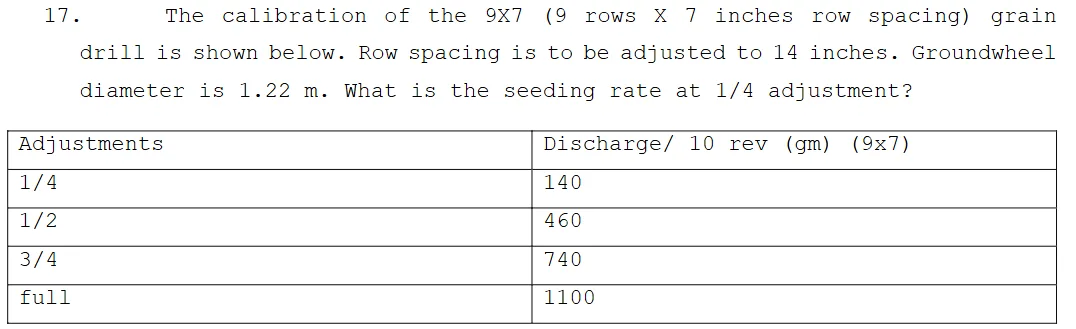 17. The calibration of the 9X7 (9 rows X 7 inches row spacing) grain
drill is shown below. Row spacing is to be adjusted to 14 inches. Groundwheel
diameter is 1.22 m. What is the seeding rate at 1/4 adjustment?
Adjustments Discharge/ 10 rev (gm) (9x7)
1/4 140
1/2 460
3/4 740
full 1100